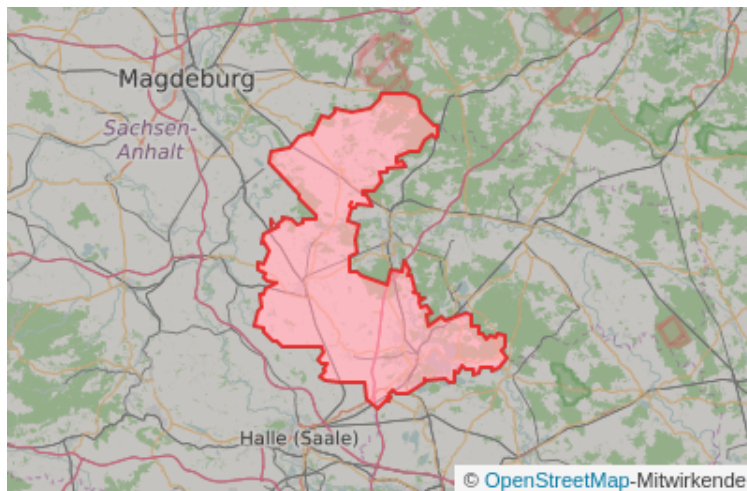 Magdeburg
Sachsen-
Anhalt
Halle (Saale)
© OpenStreetMap-Mitwirkende